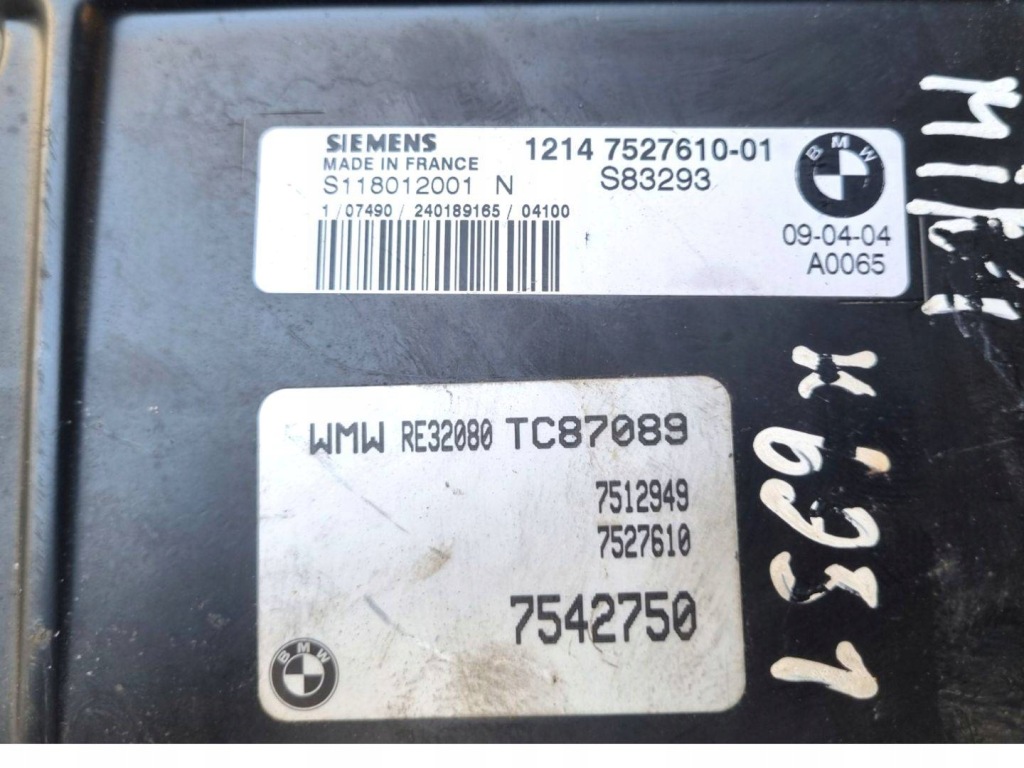 SIEMENS
MADE IN FRANCE
S118012001 N
1214 7527610-01
S83293
BMW
1 / 07490 / 240189165 / 04100
09-04-04
A0065
WMW RE32080 TC87089
7512949
7527610
7542750
BMW